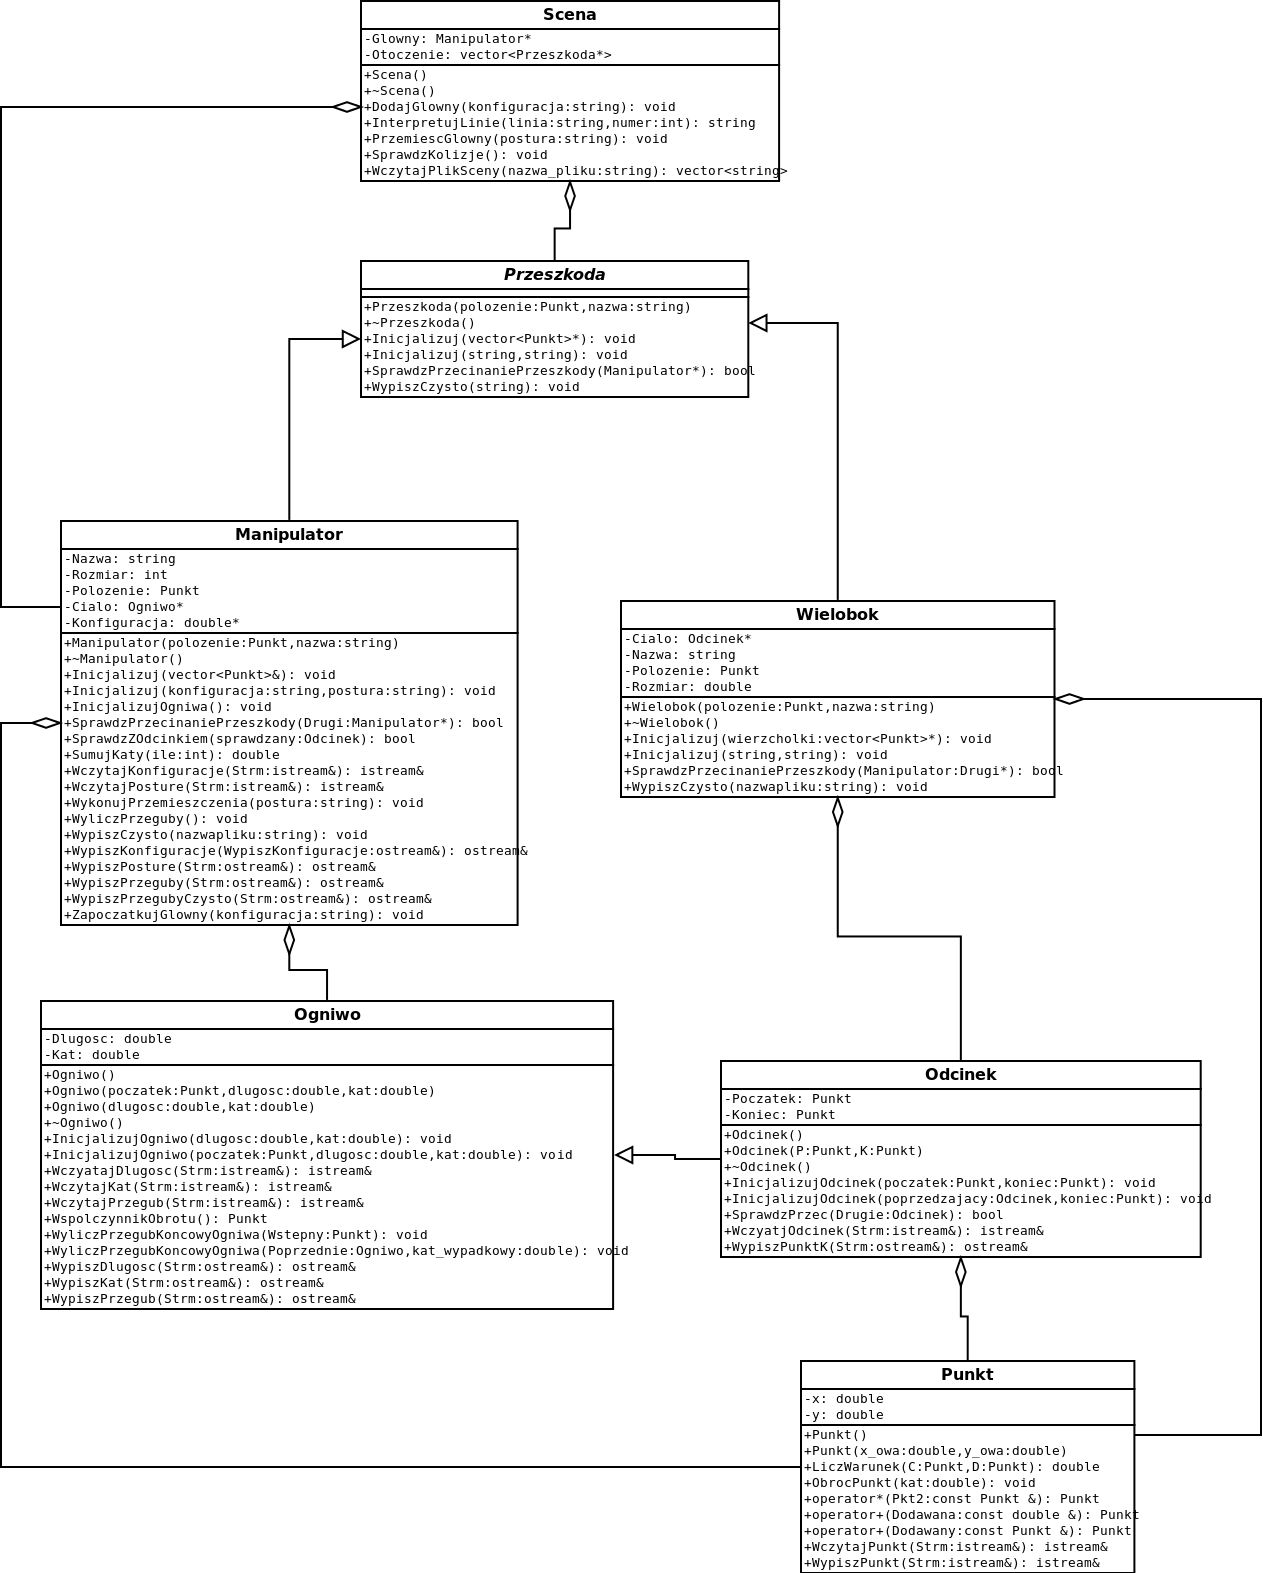 Scena
-Glowny: Manipulator*
-Otoczenie: vector<Przeszkoda*>
+Scena()
+~Scena()
+DodajGlowny(konfiguracja:string): void
+InterpretujLinie(linia:string,numer:int): string
+PrzemiescGlowny(postura:string): void
+SprawdzKolizje(): void
+WczytajPlikSceny(nazwa_pliku:string): vector<string>
Przeszkoda
+Przeszkoda(polozenie:Punkt,nazwa:string)
+~Przeszkoda()
+Inicjalizuj(vector<Punkt>*): void
+Inicjalizuj(string,string): void
+SprawdzPrzecinaniePrzeszkody(Manipulator*): bool
+WypiszCzysto(string): void
Manipulator
-Nazwa: string
-Rozmiar: int
-Polozenie: Punkt
-Cialo: Ogniwo*
-Konfiguracja: double*
+Manipulator(polozenie:Punkt,nazwa:string)
+~Manipulator()
+Inicjalizuj(vector<Punkt>&): void
+Inicjalizuj(konfiguracja:string,postura:string): void
+InicjalizujOgniwa(): void
+SprawdzPrzecinaniePrzeszkody(Drugi:Manipulator*): bool
+SprawdzZOdcinkiem(sprawdzany:Odcinek): bool
+SumujKaty(ile:int): double
+WczytajKonfiguracje(Strm:istream&): istream&
+WczytajPosture(Strm:istream&): istream&
+WykonujPrzemieszczenia(postura:string): void
+WyliczPrzeguby(): void
+WypiszCzysto(nazwapliku:string): void
+WypiszKonfiguracje(WypiszKonfiguracje:ostream&): ostream&
+WypiszPosture(Strm:ostream&): ostream&
+WypiszPrzeguby(Strm:ostream&): ostream&
+WypiszPrzegubyCzysto(Strm:ostream&): ostream&
+ZapoczatkujGlowny(konfiguracja:string): void
Wielobok
-Cialo: Odcinek*
-Nazwa: string
-Polozenie: Punkt
-Rozmiar: double
+Wielobok(polozenie:Punkt,nazwa:string)
+~Wielobok()
+Inicjalizuj(wierzcholki:vector<Punkt>*): void
+Inicjalizuj(string,string): void
+SprawdzPrzecinaniePrzeszkody(Manipulator:Drugi*): bool
+WypiszCzysto(nazwapliku:string): void
Ogniwo
-Dlugosc: double
-Kat: double
+Ogniwo()
+Ogniwo(poczatek:Punkt,dlugosc:double,kat:double)
+Ogniwo(dlugosc:double,kat:double)
+~Ogniwo()
+InicjalizujOgniwo(dlugosc:double,kat:double): void
+InicjalizujOgniwo(poczatek:Punkt,dlugosc:double,kat:double): void
+WczyatajDlugosc(Strm:istream&): istream&
+WczytajKat(Strm:istream&): istream&
+WczytajPrzegub(Strm:istream&): istream&
+WspolczynnikObrotu(): Punkt
+WyliczPrzegubKoncowyOgniwa(Wstepny:Punkt): void
+WyliczPrzegubKoncowyOgniwa(Poprzednie:Ogniwo,kat_wypadkowy:double): void
+WypiszDlugosc(Strm:ostream&): ostream&
+WypiszKat(Strm:ostream&): ostream&
+WypiszPrzegub(Strm:ostream&): ostream&
Odcinek
-Poczatek: Punkt
-Koniec: Punkt
+Odcinek()
+Odcinek(P:Punkt,K:Punkt)
+~Odcinek()
+InicjalizujOdcinek(poczatek:Punkt,koniec:Punkt): void
+InicjalizujOdcinek(poprzedzajacy:Odcinek,koniec:Punkt): void
+SprawdzPrzec(Drugie:Odcinek): bool
+WczyatjOdcinek(Strm:istream&): istream&
+WypiszPunktK(Strm:ostream&): ostream&
Punkt
-x: double
-y: double
+Punkt()
+Punkt(x_owa:double,y_owa:double)
+LiczWarunek(C:Punkt,D:Punkt): double
+ObrocPunkt(kat:double): void
+operator*(Pkt2:const Punkt &): Punkt
+operator+(Dodawana:const double &): Punkt
+operator+(Dodawany:const Punkt &): Punkt
+WczytajPunkt(Strm:istream&): istream&
+WypiszPunkt(Strm:istream&): istream&